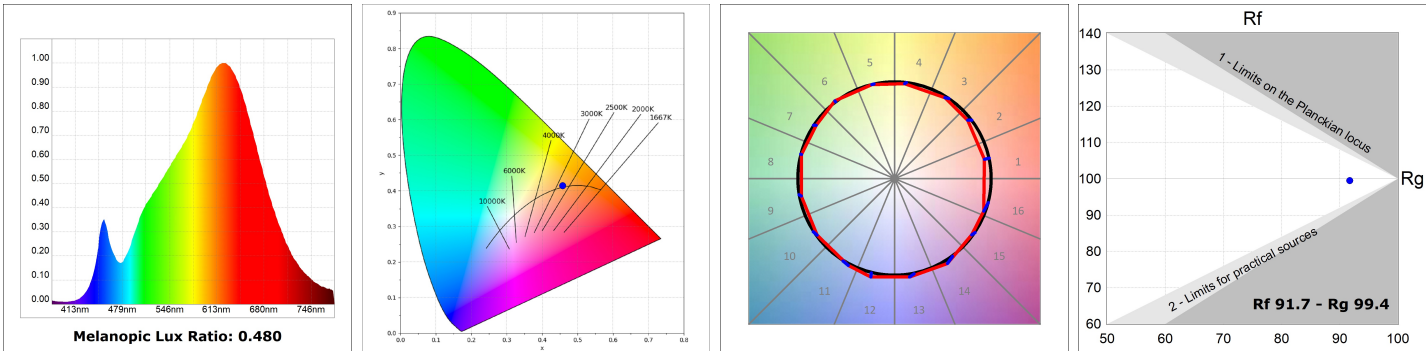 1.00
0.90
0.80
0.70
0.60
0.50
0.40
0.30
0.20
0.10
0.00
413nm 479nm 546nm 613nm 680nm 746nm
Melanopic Lux Ratio: 0.480
0.9
0.8
0.7
0.6
0.5
0.4
0.3
0.2
0.1
0.0
y
1667K
2000K
2500K
3000K
4000K
6000K
10000K
0.0 0.1 0.2 0.3 0.4 0.5 0.6 0.7 0.8
x
5 4
6 3
7 2
8 1
9 16
10 15
11 14
12 13
Rf
140
130
120
110
100
90
80
70
60
Rg
1 - Limits on the Planckian locus
2 - Limits for practical sources
Rf 91.7 - Rg 99.4
50 60 70 80 90 100